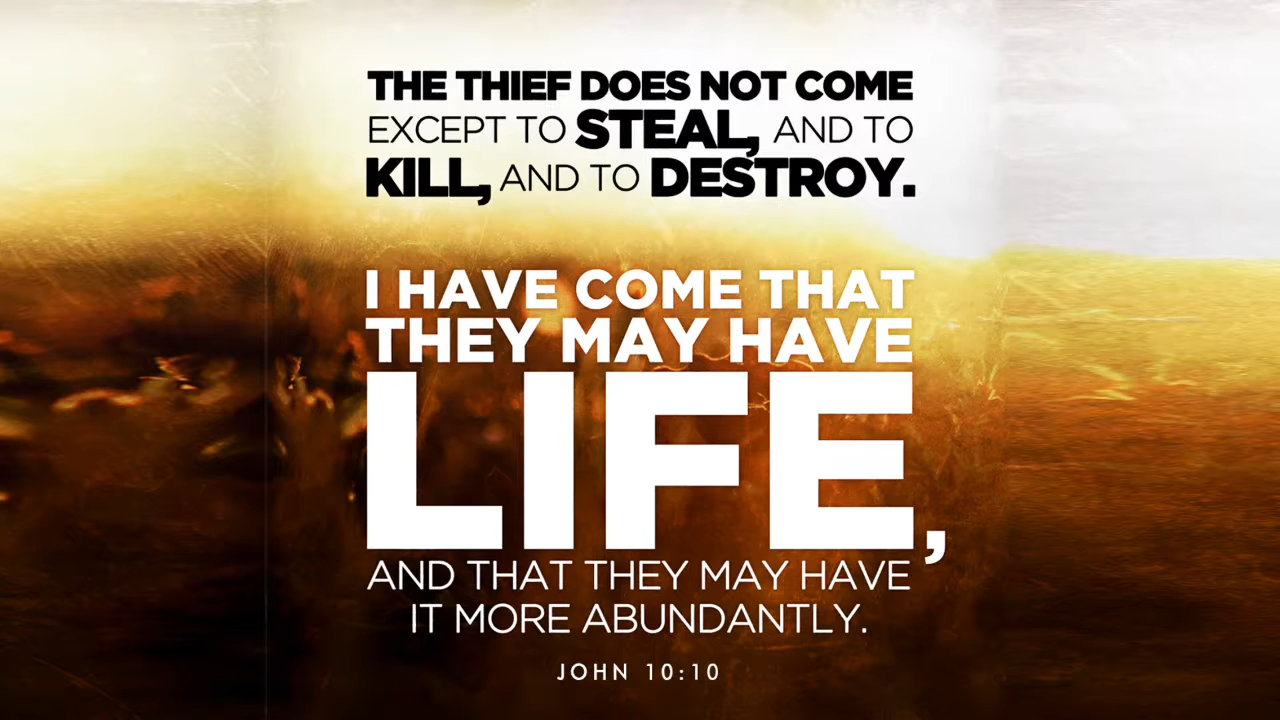 THE THIEF DOES NOT COME
EXCEPT TO STEAL, AND TO
KILL, AND TO DESTROY.
I HAVE COME THAT
THEY MAY HAVE
LIFE,
AND THAT THEY MAY HAVE
IT MORE ABUNDANTLY.
JOHN 10:10